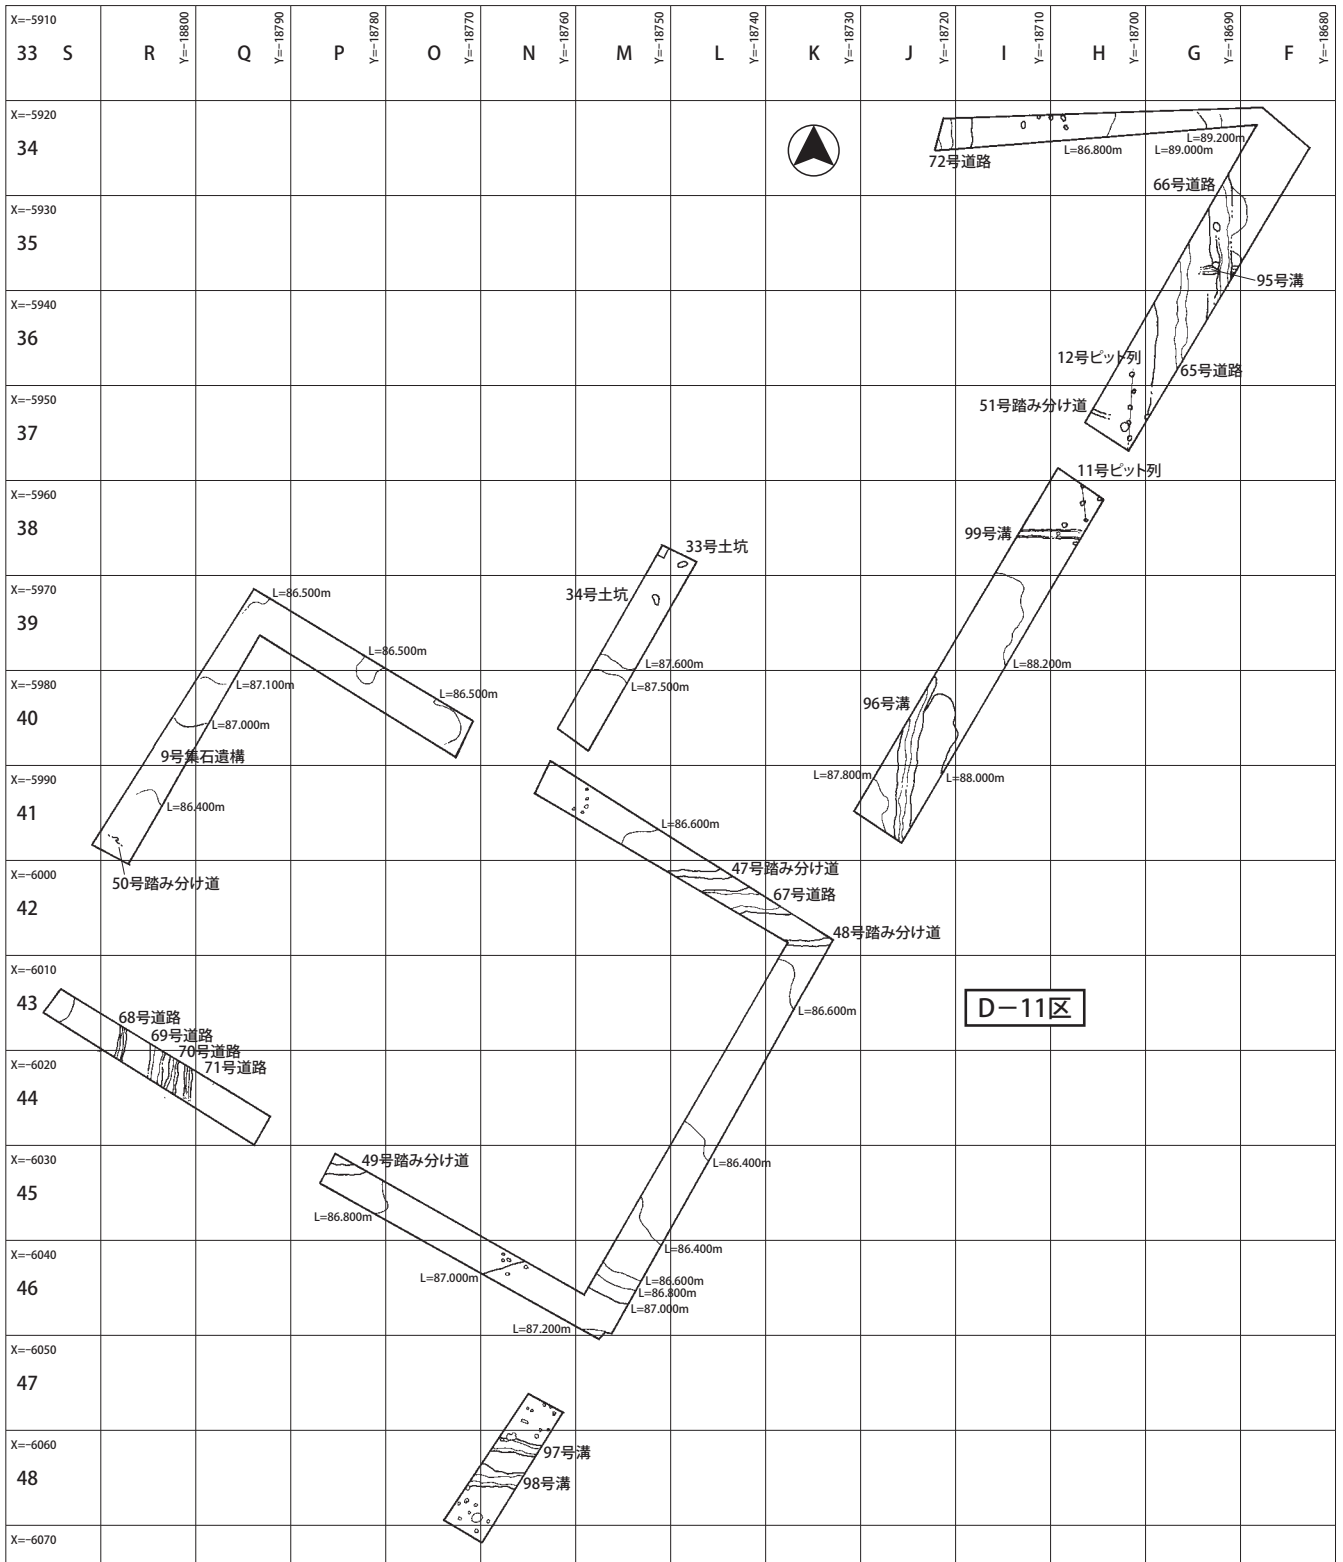 X=-5910
Y=-18800
Y=-18790
Y=-18780
Y=-18770
Y=-18760
Y=-18750
Y=-18740
Y=-18730
Y=-18720
Y=-18710
Y=-18700
Y=-18690
Y=-18680
33 S R Q P O N M L K J I H G F
X=-5920
34
72号道路
L=86.800m
L=89.000m
L=89.200m
66号道路
X=-5930
35
95号溝
X=-5940
36
12号ピット列
65号道路
X=-5950
37
51号踏み分け道
11号ピット列
X=-5960
38
99号溝
33号土坑
X=-5970
39
L=86.500m
34号土坑
L=86.500m
L=87.600m
L=88.200m
X=-5980
40
L=87.100m
L=86.500m
L=87.500m
96号溝
L=87.000m
9号集石遺構
X=-5990
41
L=87.800m
L=88.000m
L=86.400m
L=86.600m
X=-6000
42
50号踏み分け道
47号踏み分け道
67号道路
48号踏み分け道
X=-6010
43
L=86.600m
D－11区
68号道路
69号道路
70号道路
71号道路
X=-6020
44
X=-6030
45
49号踏み分け道
L=86.400m
L=86.800m
X=-6040
46
L=86.400m
L=87.000m
L=86.600m
L=86.800m
L=87.000m
L=87.200m
X=-6050
47
X=-6060
48
97号溝
98号溝
X=-6070